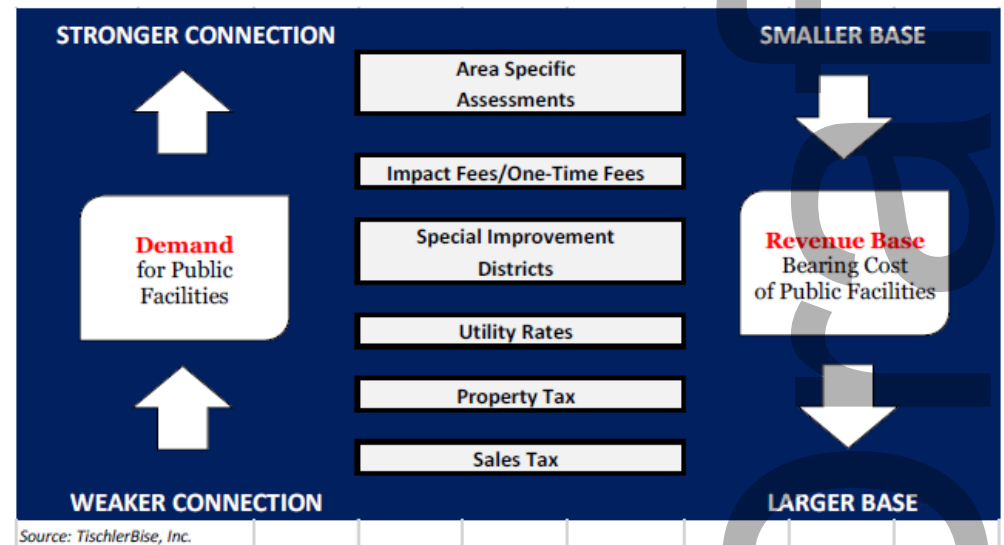 STRONGER CONNECTION
SMALLER BASE
Area Specific
Assessments
Impact Fees/One-Time Fees
Special Improvement
Districts
Utility Rates
Property Tax
Sales Tax
Demand
for Public
Facilities
Revenue Base
Bearing Cost
of Public Facilities
WEAKER CONNECTION
LARGER BASE
Source: TischlerBise, Inc.